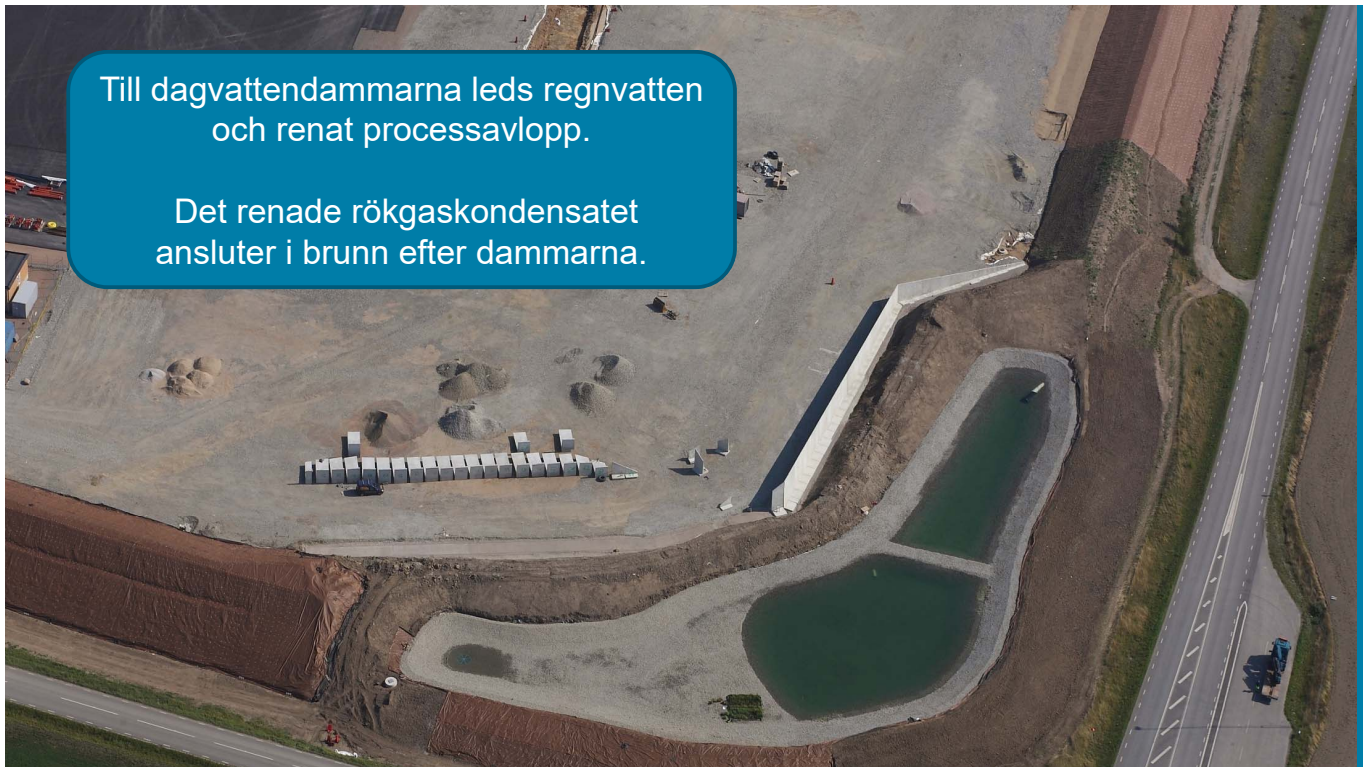 Till dagvattendammarna leds regnvatten
och renat processavlopp.
Det renade rökgaskondensatet
ansluter i brunn efter dammarna.